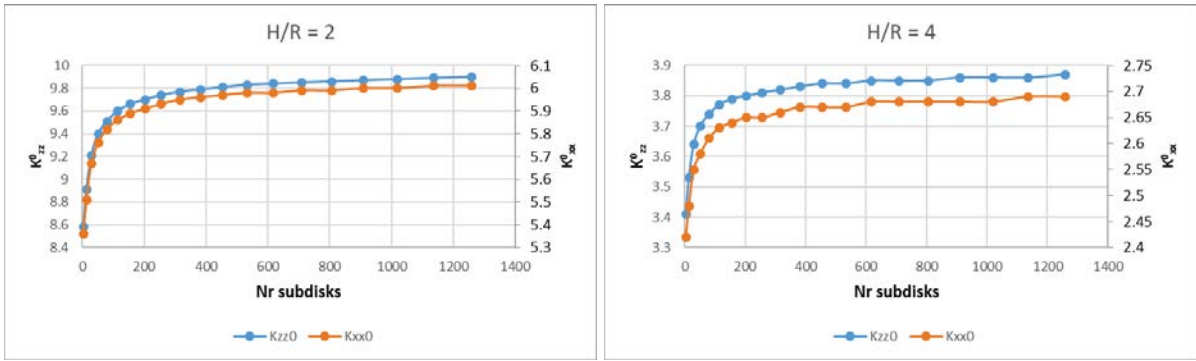 H/R = 2
10
9.8
9.6
9.4
9.2
9
8.8
8.6
8.4
K⁰zz
6.1
6
5.9
5.8
5.7
5.6
5.5
5.4
5.3
K⁰xx
0 200 400 600 800 1000 1200 1400
Nr subdisks
Kzz0 Kxx0
H/R = 4
3.9
3.8
3.7
3.6
3.5
3.4
3.3
K⁰zz
2.75
2.7
2.65
2.6
2.55
2.5
2.45
2.4
K⁰xx
0 200 400 600 800 1000 1200 1400
Nr subdisks
Kzz0 Kxx0